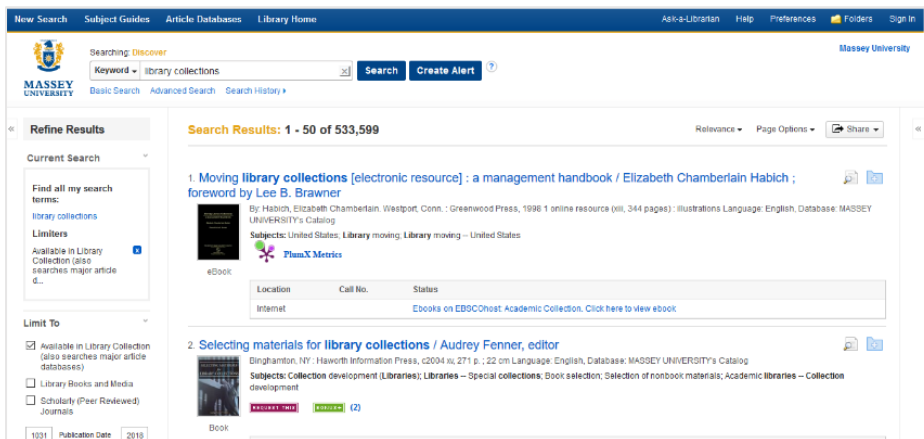 New Search Subject Guides Article Databases Library Home Ask-a-Librarian Help Preferences Folders Sign In
MASSEY
UNIVERSITY
Searching: Discover
Keyword library collections Search Create Alert ?
Basic Search Advanced Search Search History
Massey University
« Refine Results
Current Search
Find all my search
terms:
library collections
Limiters
Available in Library x
Collection (also
searches major article
d...
Limit To
Available in Library Collection
(also searches major article
databases)
Library Books and Media
Scholarly (Peer Reviewed)
Journals
1031 Publication Date 2018
Search Results: 1 - 50 of 533,599 Relevance Page Options Share «
1. Moving library collections [electronic resource] : a management handbook / Elizabeth Chamberlain Habich ;
foreword by Lee B. Brawner
By: Habich, Elizabeth Chamberlain. Westport, Conn. : Greenwood Press, 1998 1 online resource (xiii, 344 pages) : illustrations Language: English, Database: MASSEY
UNIVERSITY's Catalog
Subjects: United States; Library moving; Library moving -- United States
PlumX Metrics
eBook
Location Call No. Status
Internet Ebooks on EBSCOhost: Academic Collection. Click here to view ebook
2. Selecting materials for library collections / Audrey Fenner, editor
Binghamton, NY : Haworth Information Press, c2004 xv, 271 p. ; 22 cm Language: English, Database: MASSEY UNIVERSITY's Catalog
Subjects: Collection development (Libraries); Libraries -- Special collections; Book selection; Selection of nonbook materials; Academic libraries -- Collection
development
REQUEST THIS (2)
Book